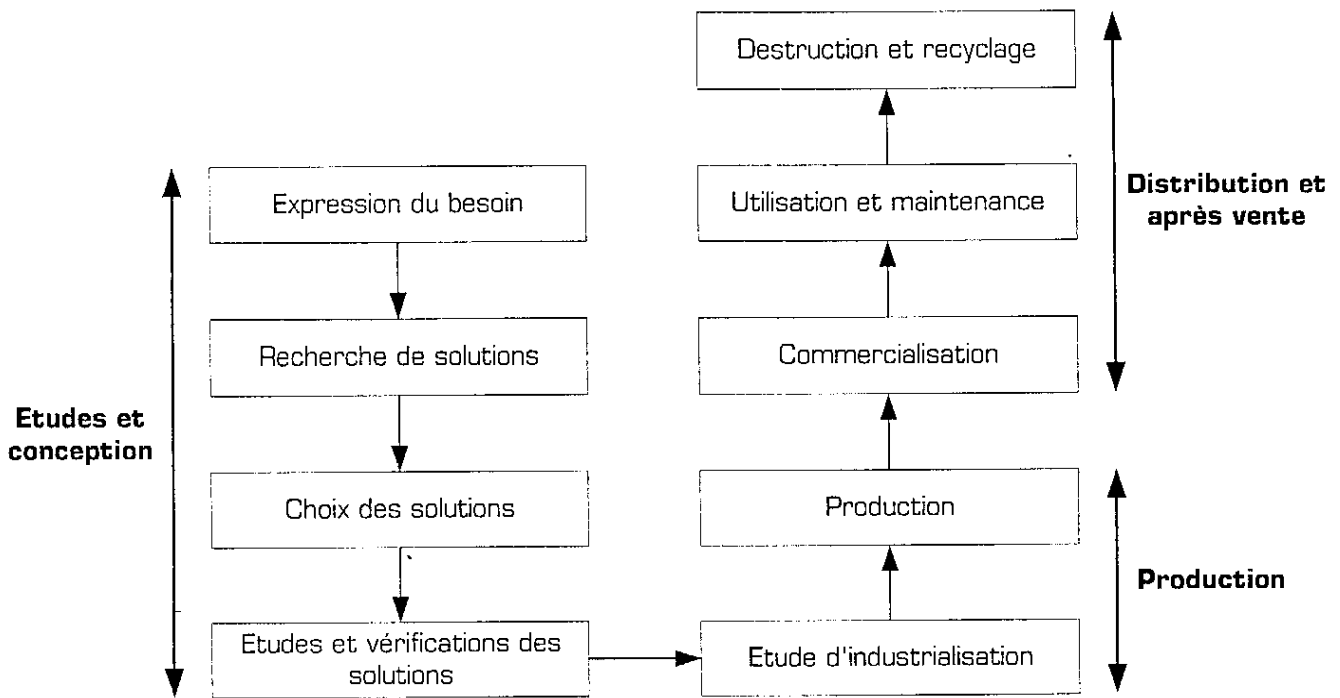 Etudes et
conception
Expression du besoin
Recherche de solutions
Choix des solutions
Etudes et vérifications des
solutions
Etude d'industrialisation
Production
Commercialisation
Utilisation et maintenance
Destruction et recyclage
Production
Distribution et
après vente